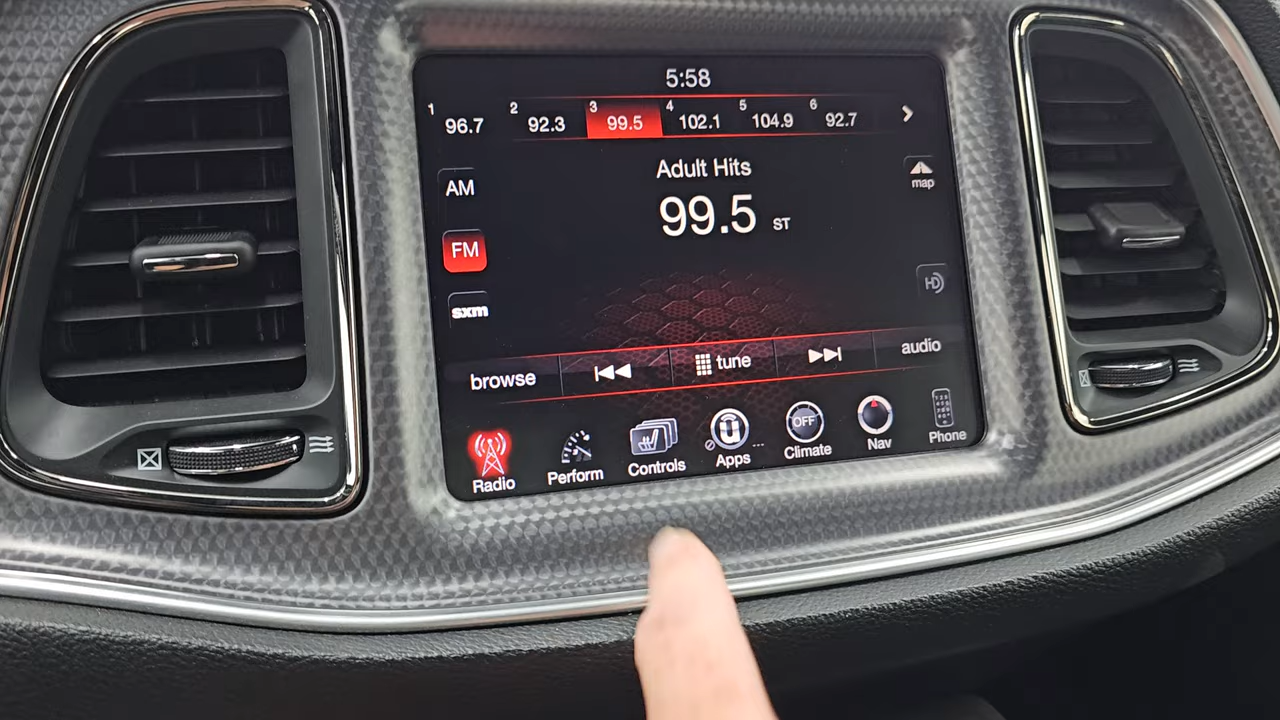 5:58
1 96.7 2 92.3 3 99.5 4 102.1 5 104.9 6 92.7
Adult Hits
map
AM
99.5 ST
FM
HD
sxm
browse tune audio
OFF
Radio Perform Controls Apps Climate Nav Phone